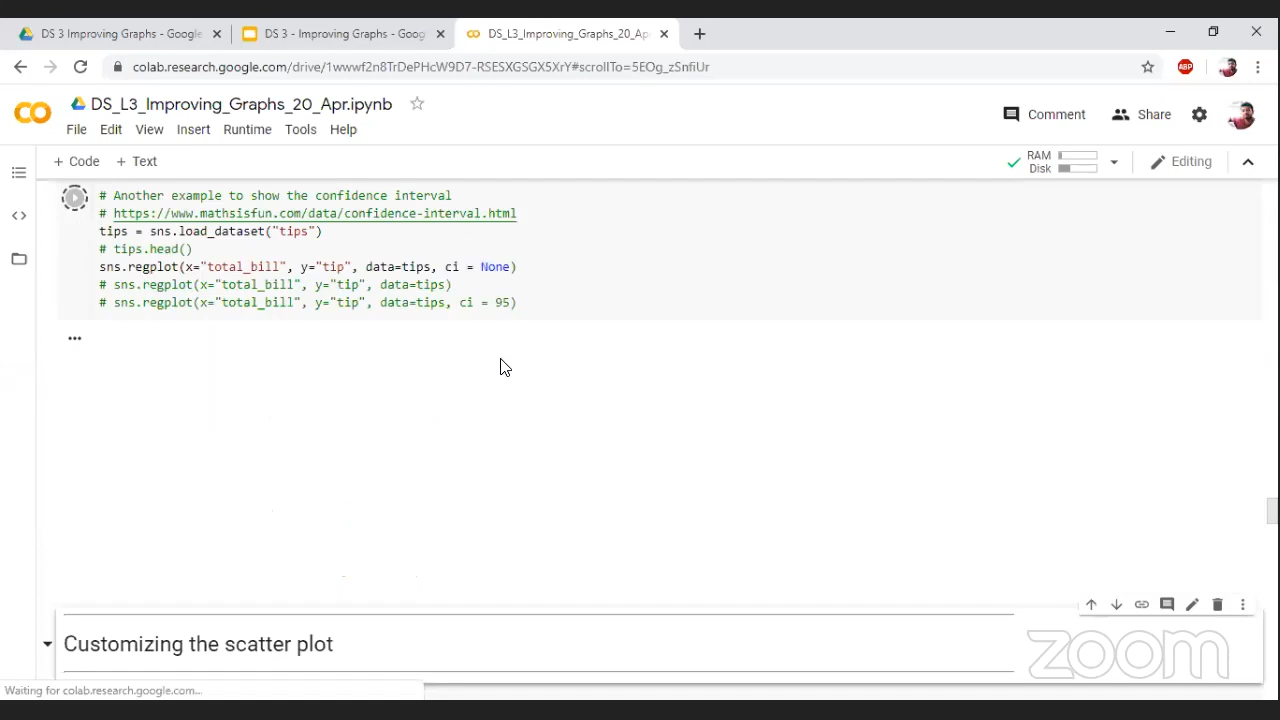 DS 3 Improving Graphs - Google
DS 3 - Improving Graphs - Goog
DS_L3_Improving_Graphs_20_Ap
colab.research.google.com/drive/1wwwf2n8TrDePHcW9D7-RSESXGSGX5XrY#scrollTo=5EOg_zSnfiUr
ABP
DS_L3_Improving_Graphs_20_Apr.ipynb
Comment
Share
File Edit View Insert Runtime Tools Help
+ Code + Text
RAM
Disk
Editing
# Another example to show the confidence interval
# https://www.mathsisfun.com/data/confidence-interval.html
tips = sns.load_dataset("tips")
# tips.head()
sns.regplot(x="total_bill", y="tip", data=tips, ci = None)
# sns.regplot(x="total_bill", y="tip", data=tips)
# sns.regplot(x="total_bill", y="tip", data=tips, ci = 95)
Customizing the scatter plot
zoom
Waiting for colab.research.google.com...